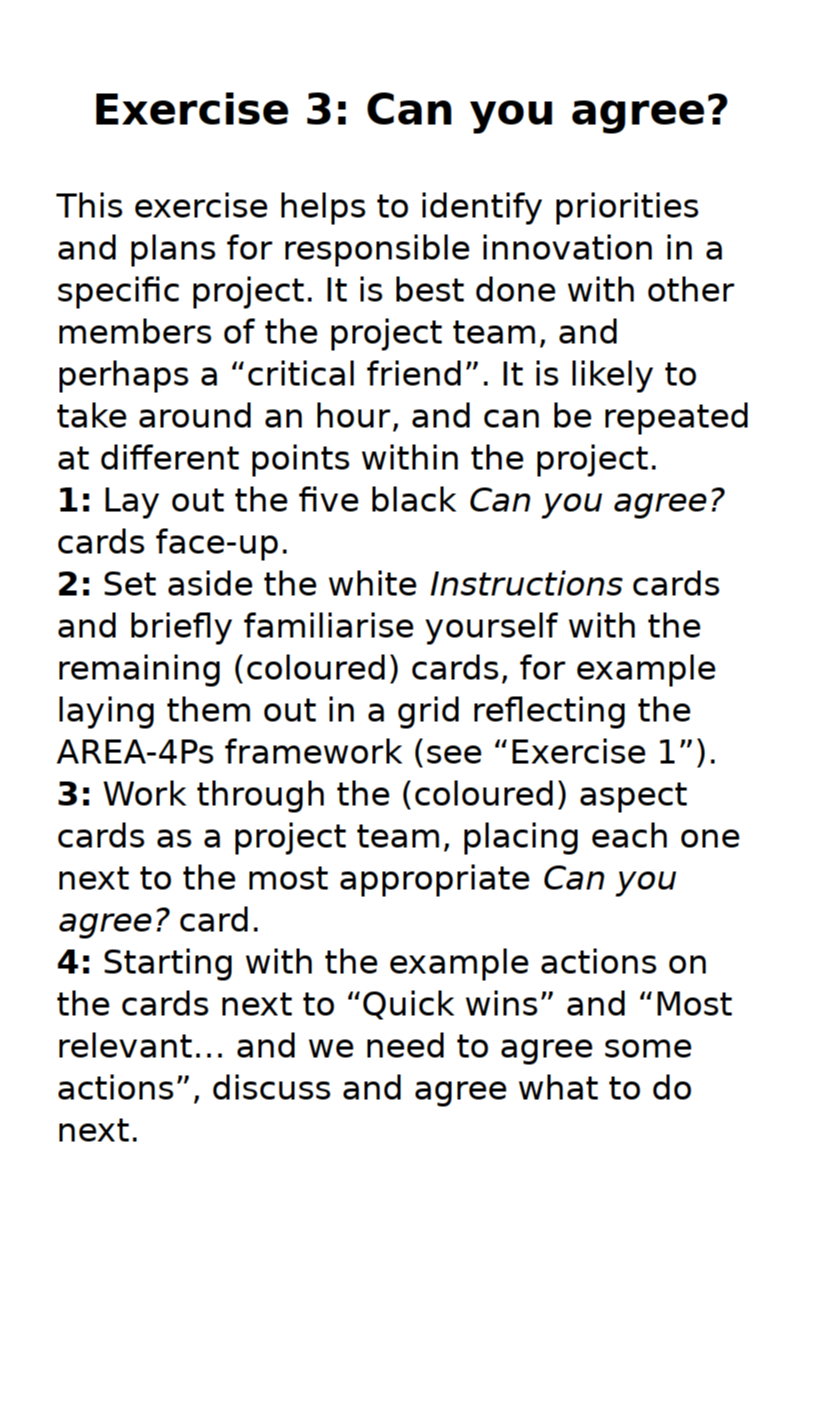 Exercise 3: Can you agree?
This exercise helps to identify priorities
and plans for responsible innovation in a
specific project. It is best done with other
members of the project team, and
perhaps a “critical friend”. It is likely to
take around an hour, and can be repeated
at different points within the project.
1: Lay out the five black Can you agree?
cards face-up.
2: Set aside the white Instructions cards
and briefly familiarise yourself with the
remaining (coloured) cards, for example
laying them out in a grid reflecting the
AREA-4Ps framework (see “Exercise 1”).
3: Work through the (coloured) aspect
cards as a project team, placing each one
next to the most appropriate Can you
agree? card.
4: Starting with the example actions on
the cards next to “Quick wins” and “Most
relevant… and we need to agree some
actions”, discuss and agree what to do
next.